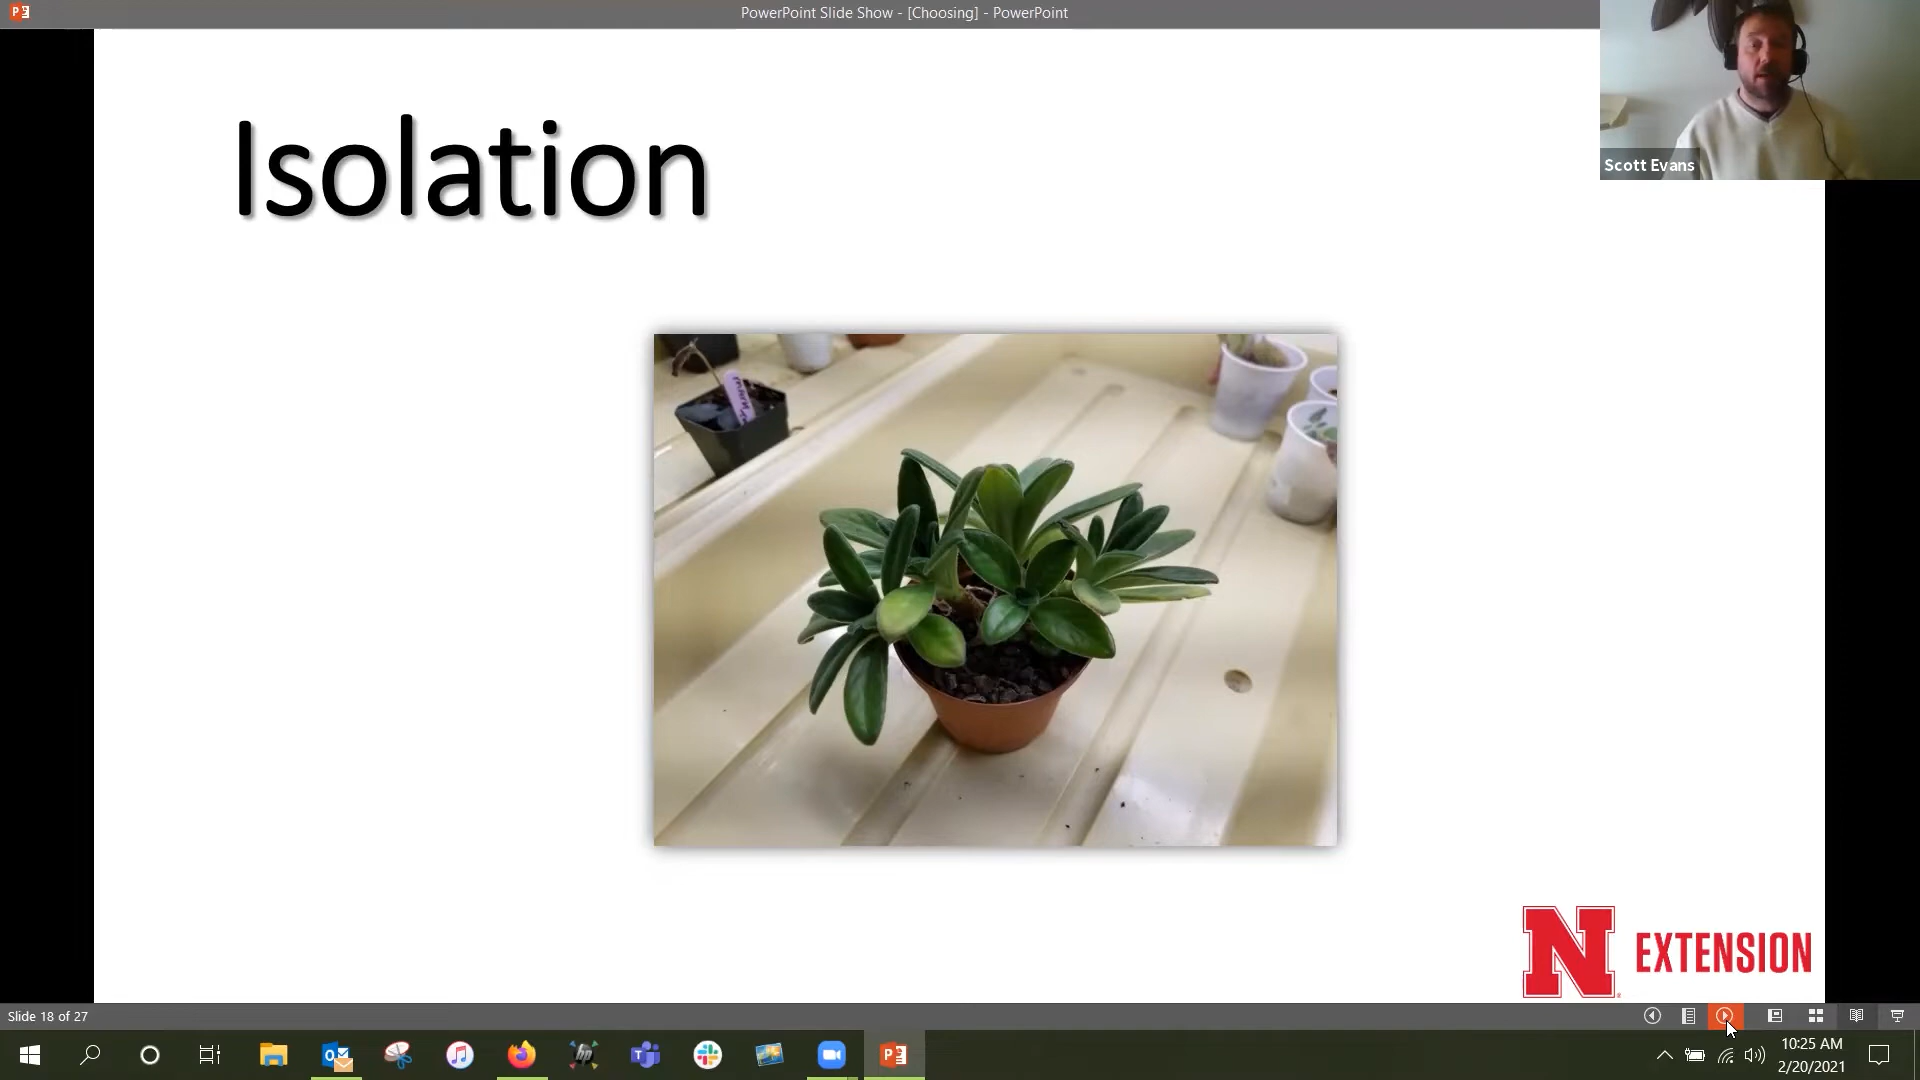 PowerPoint Slide Show - [Choosing] - PowerPoint
Scott Evans
Isolation
N EXTENSION
Slide 18 of 27
10:25 AM
2/20/2021